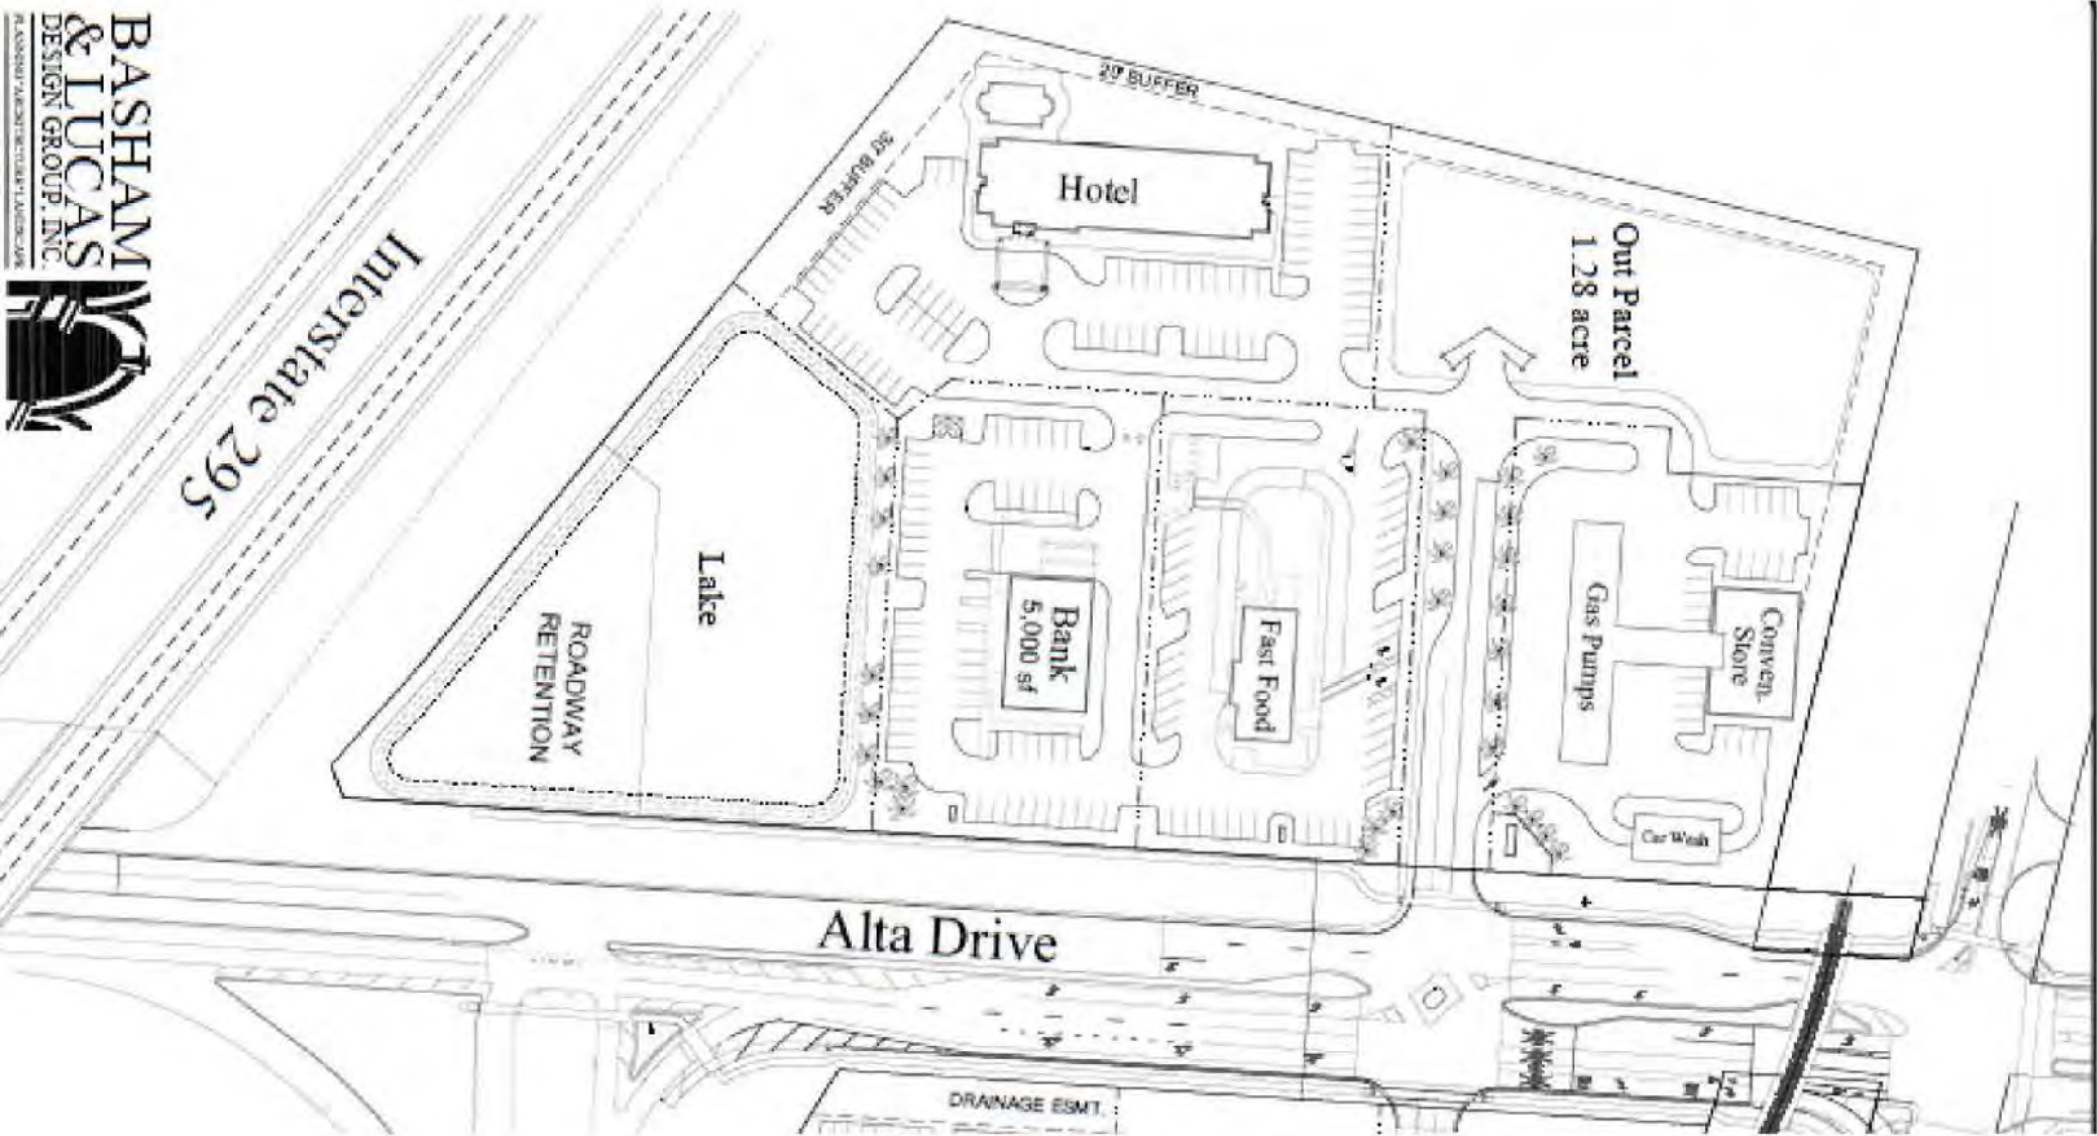 BASHAM
& LUCAS
DESIGN GROUP, INC.
Interstate 295
20' BUFFER
30' BUFFER
Hotel
Out Parcel
1.28 acre
Lake
ROADWAY
RETENTION
Bank
5,000 sf
Fast Food
Gas Pumps
Conven.
Store
Car Wash
Alta Drive
DRAINAGE ESMT.